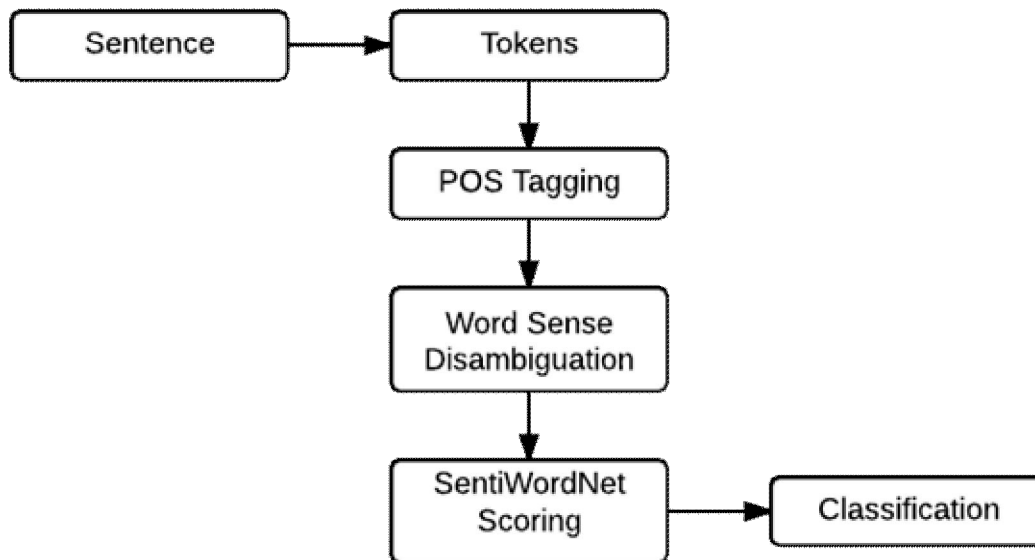 Sentence
Tokens
POS Tagging
Word Sense
Disambiguation
SentiWordNet
Scoring
Classification